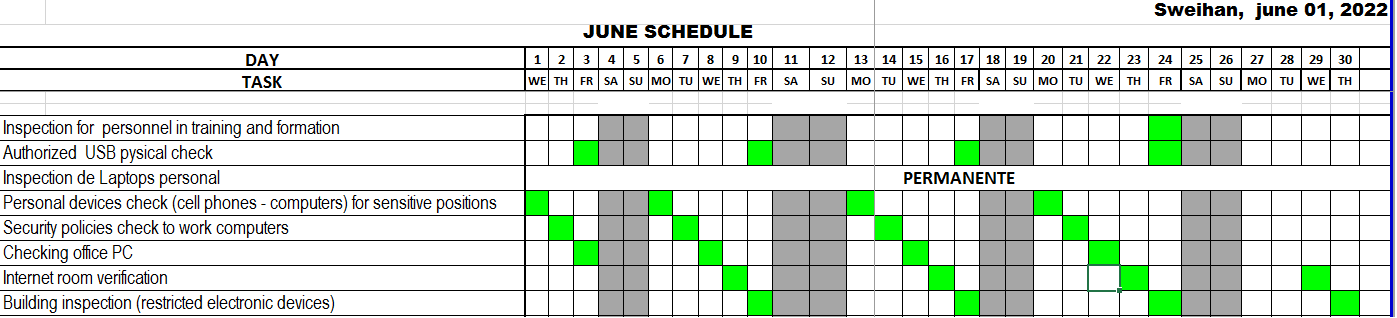 Sweihan, june 01, 2022
JUNE SCHEDULE
DAY 1 2 3 4 5 6 7 8 9 10 11 12 13 14 15 16 17 18 19 20 21 22 23 24 25 26 27 28 29 30
TASK WE TH FR SA SU MO TU WE TH FR SA SU MO TU WE TH FR SA SU MO TU WE TH FR SA SU MO TU WE TH
Inspection for personnel in training and formation
Authorized USB pysical check
Inspection de Laptops personal PERMANENTE
Personal devices check (cell phones - computers) for sensitive positions
Security policies check to work computers
Checking office PC
Internet room verification
Building inspection (restricted electronic devices)